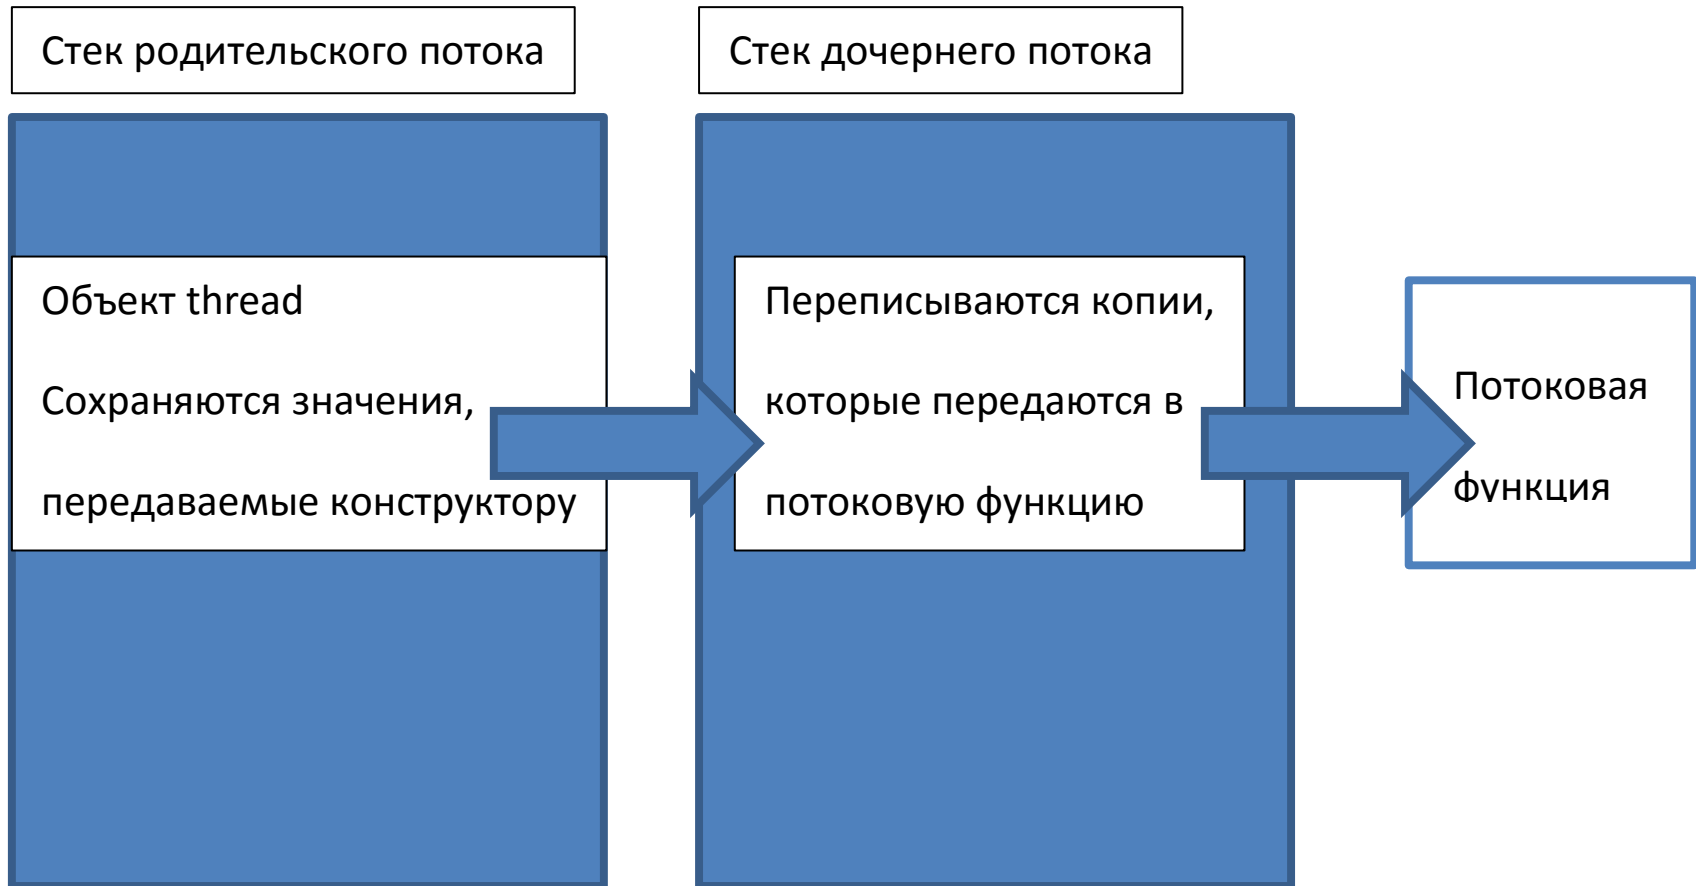 Стек родительского потока
Стек дочернего потока
Объект thread
Сохраняются значения,
передаваемые конструктору
Переписываются копии,
которые передаются в
потоковую функцию
Потоковая
функция